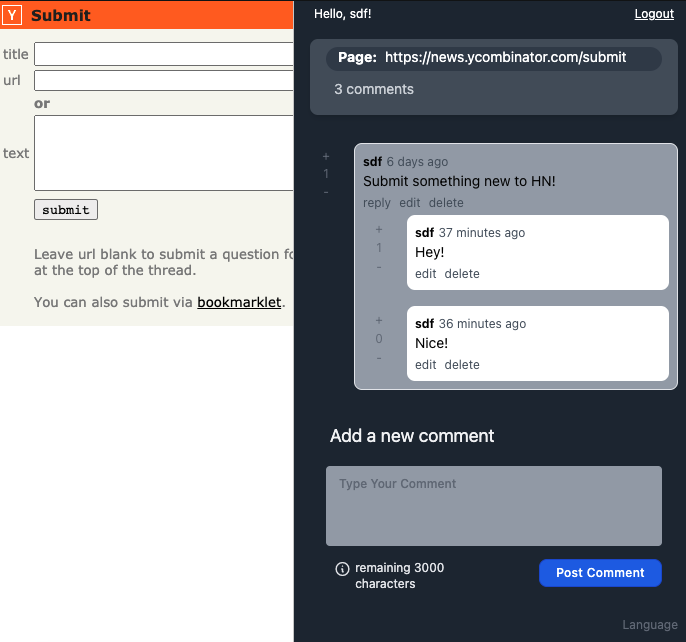 Y Submit
title
url
or
text
submit
Leave url blank to submit a question fo
at the top of the thread.
You can also submit via bookmarklet.
Hello, sdf!
Logout
Page: https://news.ycombinator.com/submit
3 comments
+
1
-
sdf 6 days ago
Submit something new to HN!
reply edit delete
+
1
-
sdf 37 minutes ago
Hey!
edit delete
+
0
-
sdf 36 minutes ago
Nice!
edit delete
Add a new comment
Type Your Comment
remaining 3000
characters
Post Comment
Language